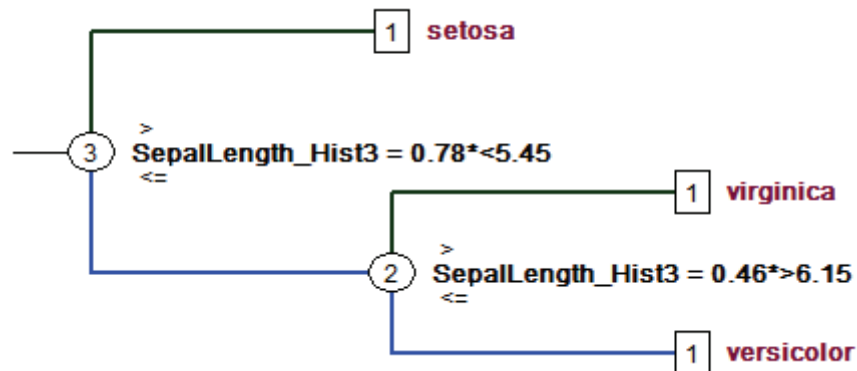 1 setosa
>
3 SepalLength_Hist3 = 0.78*<5.45
<=
1 virginica
>
2 SepalLength_Hist3 = 0.46*>6.15
<=
1 versicolor